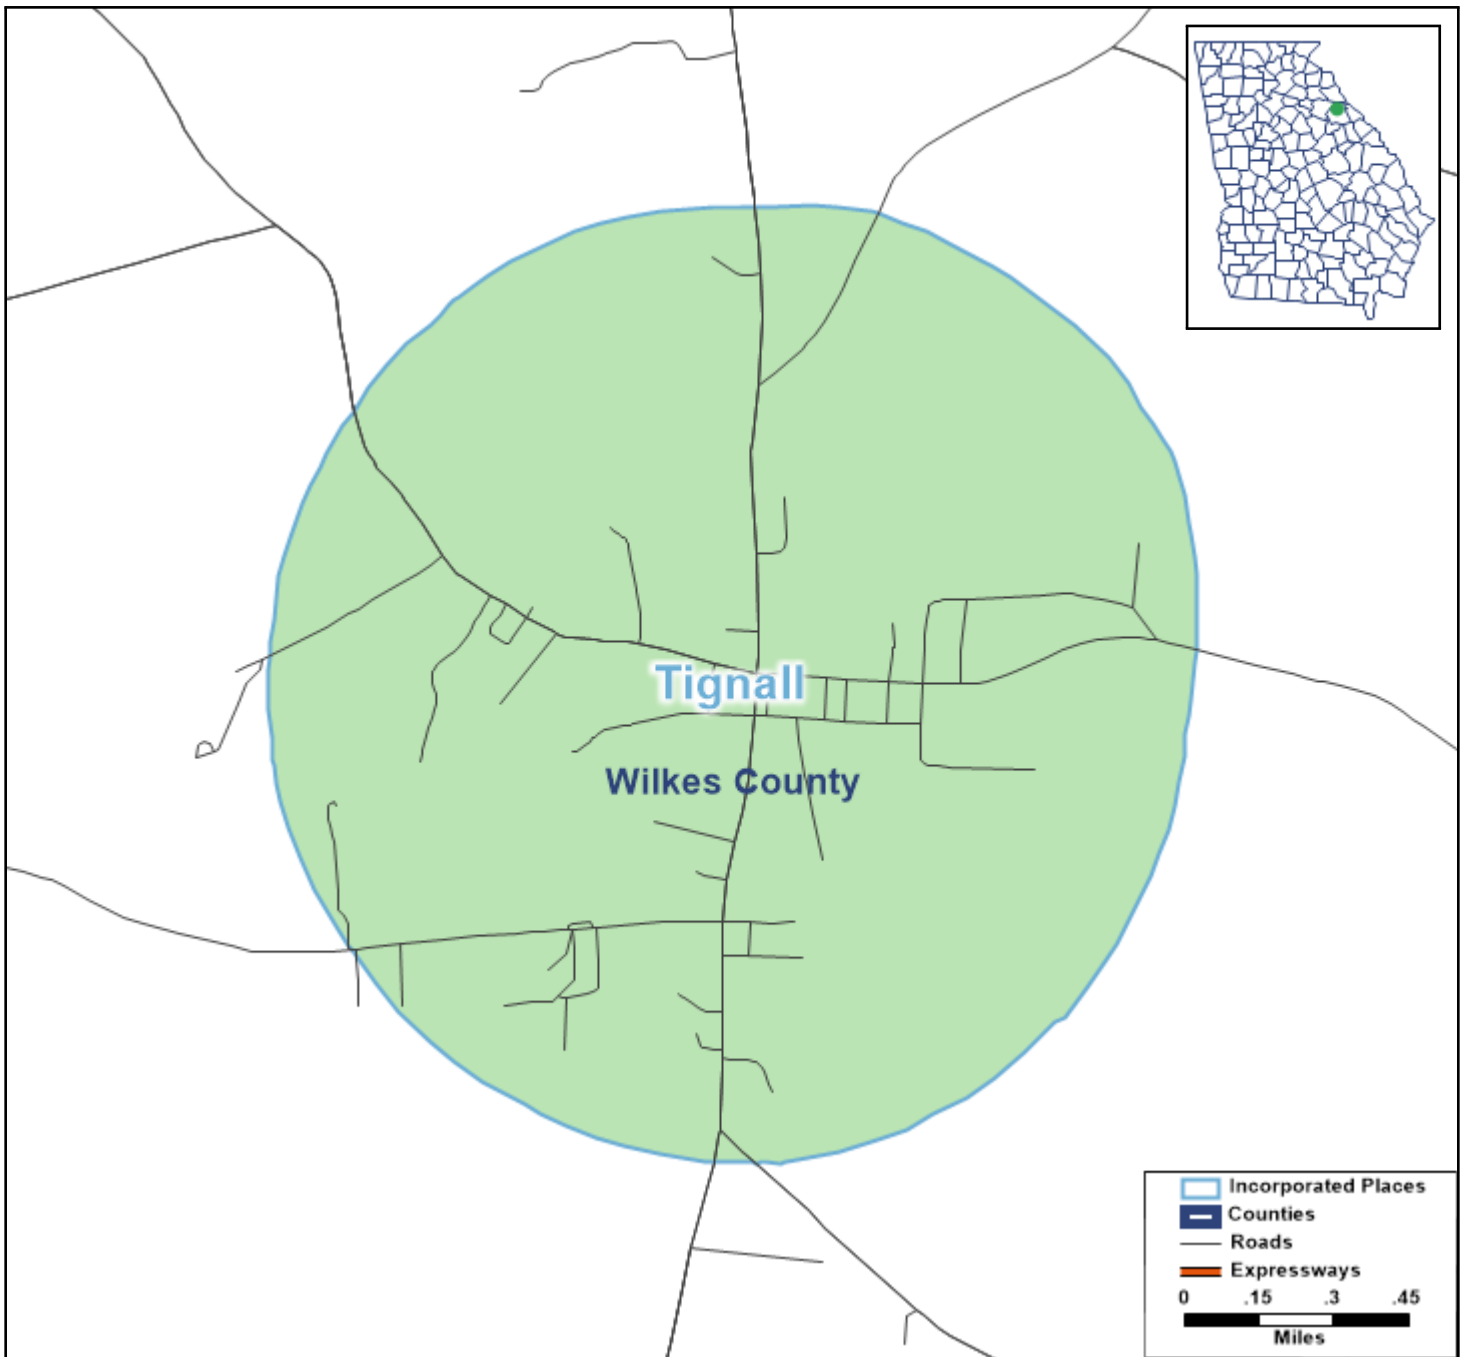 Tignall
Wilkes County
Incorporated Places
Counties
Roads
Expressways
0 .15 .3 .45
Miles